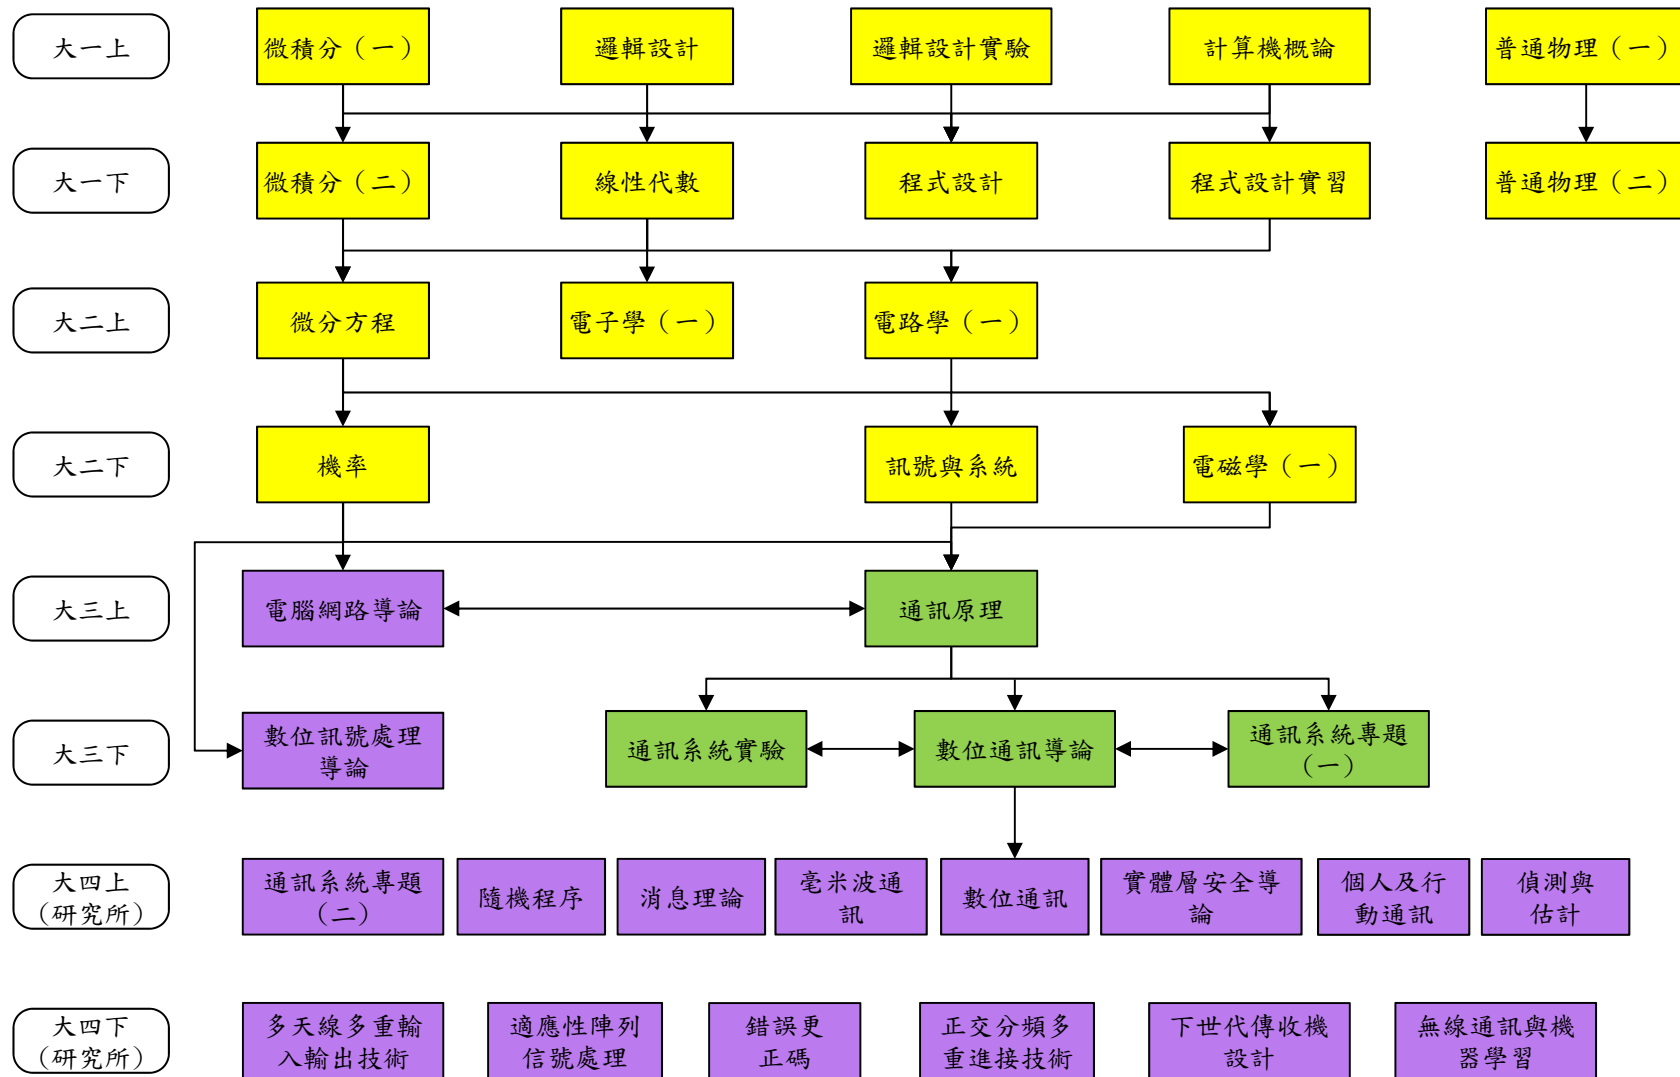 大一上
微積分（一）
邏輯設計
邏輯設計實驗
計算機概論
普通物理（一）
大一下
微積分（二）
線性代數
程式設計
程式設計實習
普通物理（二）
大二上
微分方程
電子學（一）
電路學（一）
大二下
機率
訊號與系統
電磁學（一）
大三上
電腦網路導論
通訊原理
大三下
數位訊號處理
導論
通訊系統實驗
數位通訊導論
通訊系統專題
（一）
大四上
（研究所）
通訊系統專題
（二）
隨機程序
消息理論
毫米波通
訊
數位通訊
實體層安全導
論
個人及行
動通訊
偵測與
估計
大四下
（研究所）
多天線多重輸
入輸出技術
適應性陣列
信號處理
錯誤更
正碼
正交分頻多
重進接技術
下世代傳收機
設計
無線通訊與機
器學習